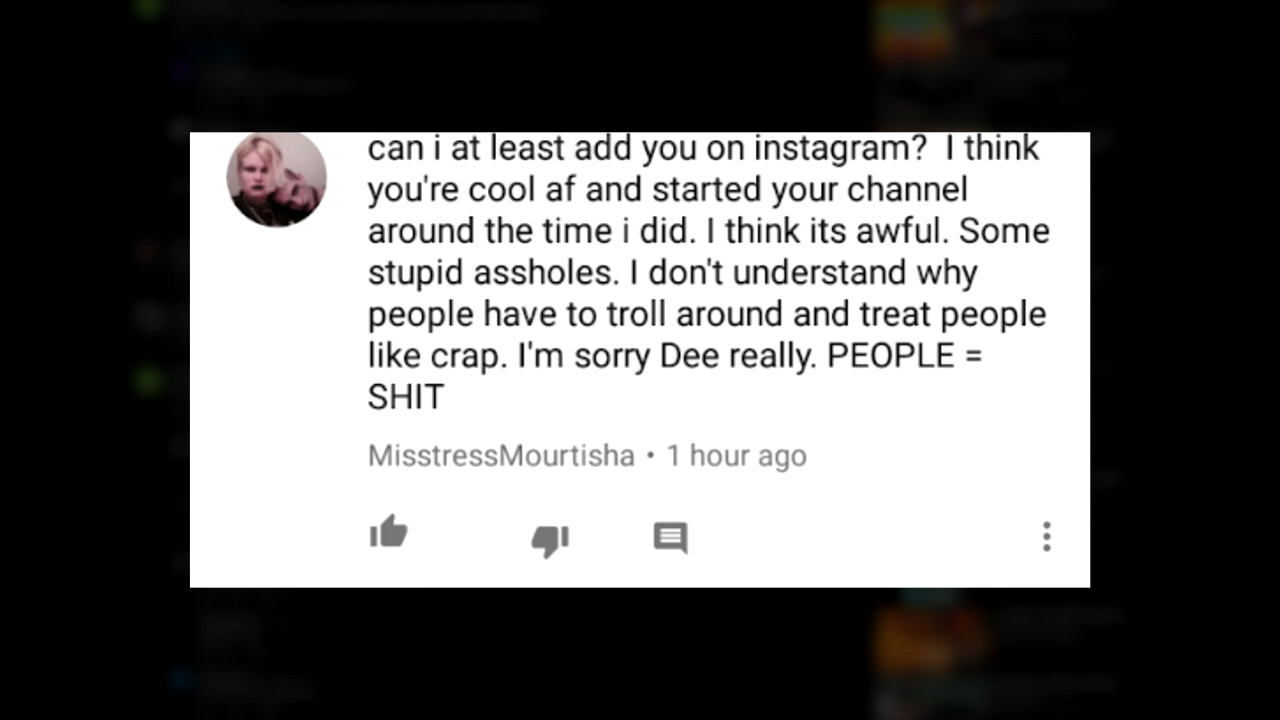 can i at least add you on instagram?  I think
you're cool af and started your channel
around the time i did. I think its awful. Some
stupid assholes. I don't understand why
people have to troll around and treat people
like crap. I'm sorry Dee really. PEOPLE =
SHIT
MisstressMourtisha • 1 hour ago